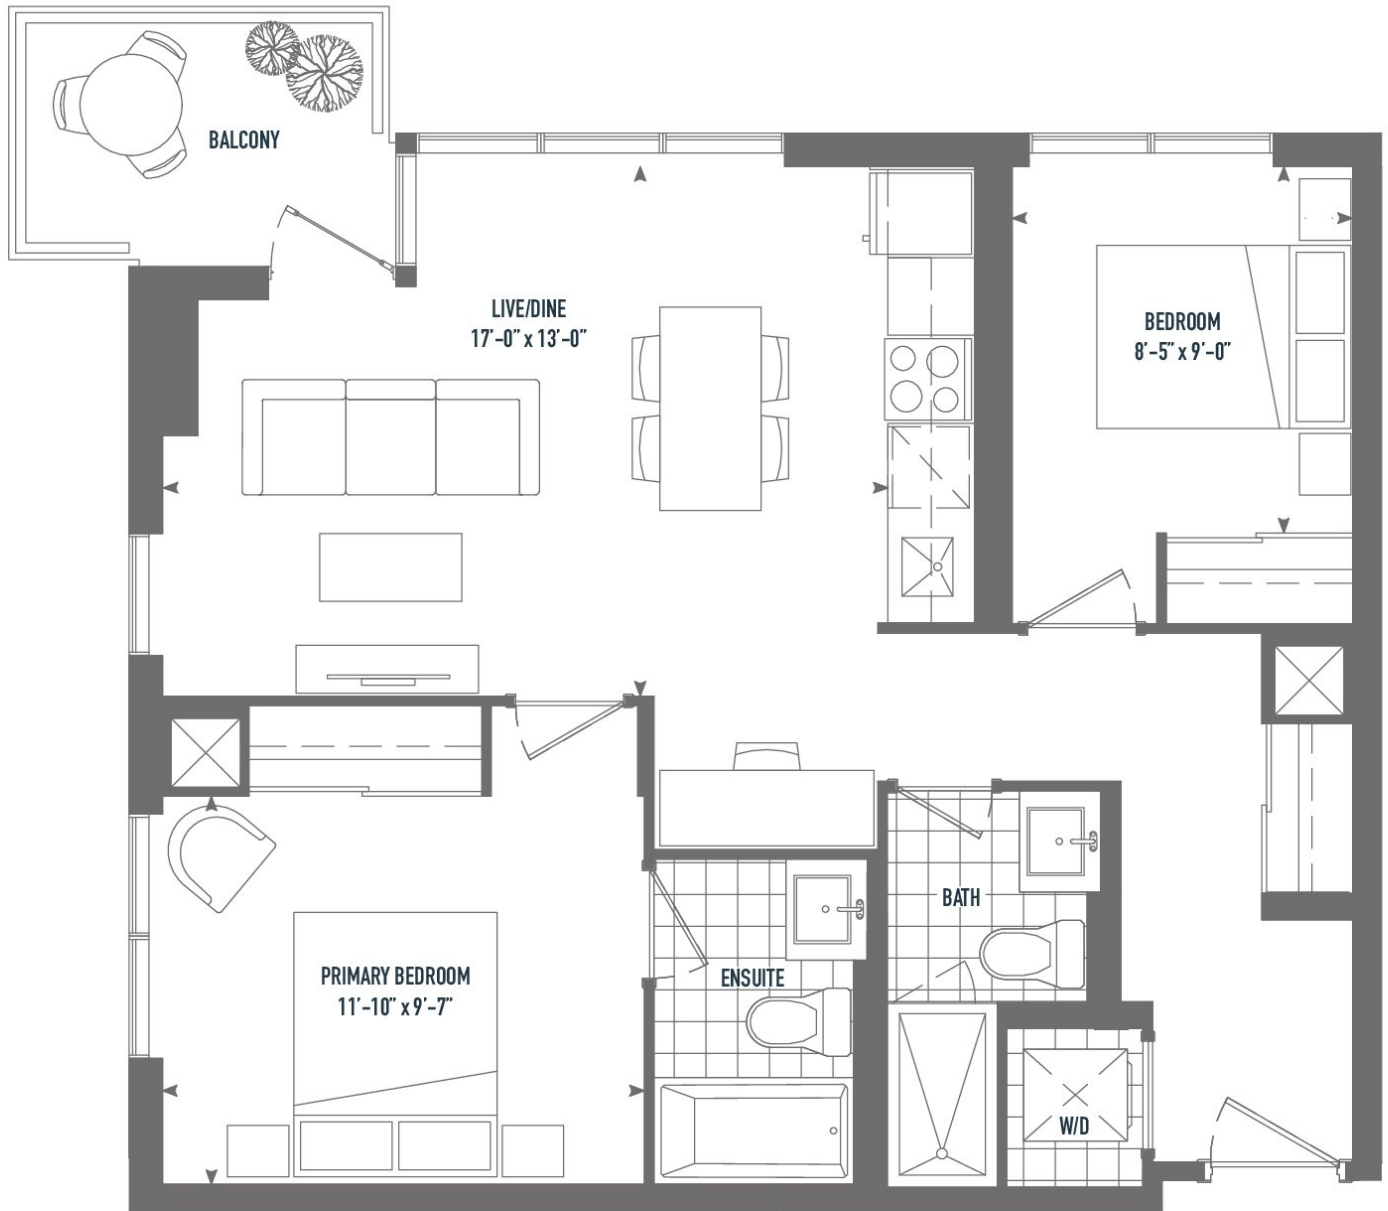 BALCONY
LIVE/DINE
17'-0" x 13'-0"
BEDROOM
8'-5" x 9'-0"
BATH
PRIMARY BEDROOM
11'-10" x 9'-7"
ENSUITE
W/D